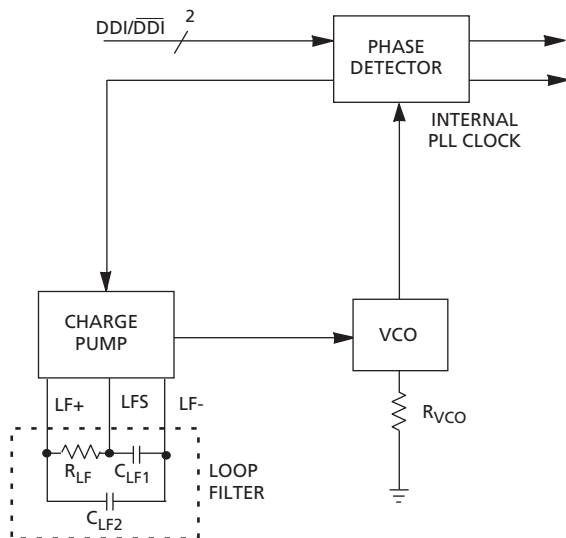 DDI/D̅D̅I̅ 2
PHASE
DETECTOR
INTERNAL
PLL CLOCK
CHARGE
PUMP
VCO
LF+ LFS LF-
RVCO
RLF CLF1
LOOP
FILTER
CLF2